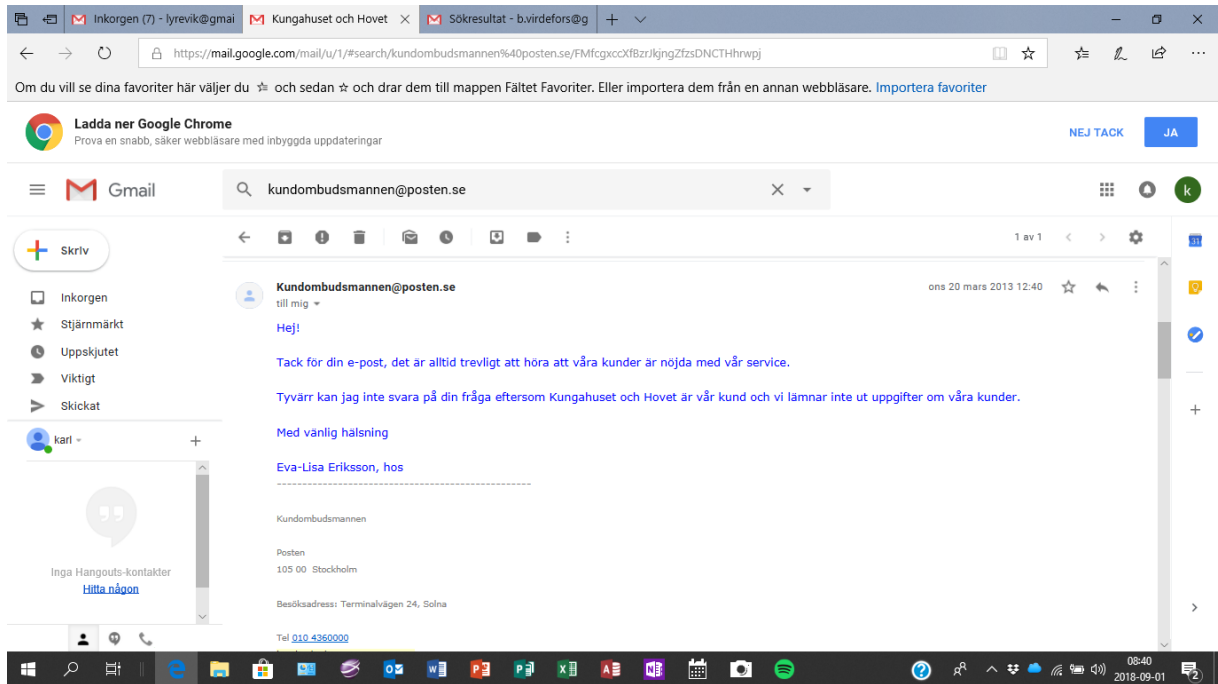 Inkorgen (7) - lyrevik@gmai
Kungahuset och Hovet
Sökresultat - b.virdefors@g
https://mail.google.com/mail/u/1/#search/kundombudsmannen%40posten.se/FMfcgxccXfBzrJkjngZfzsDNCTHhrwpj
Om du vill se dina favoriter här väljer du och sedan och drar dem till mappen Fältet Favoriter. Eller importera dem från en annan webbläsare. Importera favoriter
Ladda ner Google Chrome
Prova en snabb, säker webbläsare med inbyggda uppdateringar
NEJ TACK
JA
Gmail
kundombudsmannen@posten.se
k
Skriv
1 av 1
31
Inkorgen
Stjärnmärkt
Uppskjutet
Viktigt
Skickat
karl
Inga Hangouts-kontakter
Hitta någon
Kundombudsmannen@posten.se
ons 20 mars 2013 12:40
till mig
Hej!
Tack för din e-post, det är alltid trevligt att höra att våra kunder är nöjda med vår service.
Tyvärr kan jag inte svara på din fråga eftersom Kungahuset och Hovet är vår kund och vi lämnar inte ut uppgifter om våra kunder.
Med vänlig hälsning
Eva-Lisa Eriksson, hos
-----------------------------------------------------
Kundombudsmannen
Posten
105 00 Stockholm
Besöksadress: Terminalvägen 24, Solna
Tel 010 4360000
08:40
2018-09-01
2